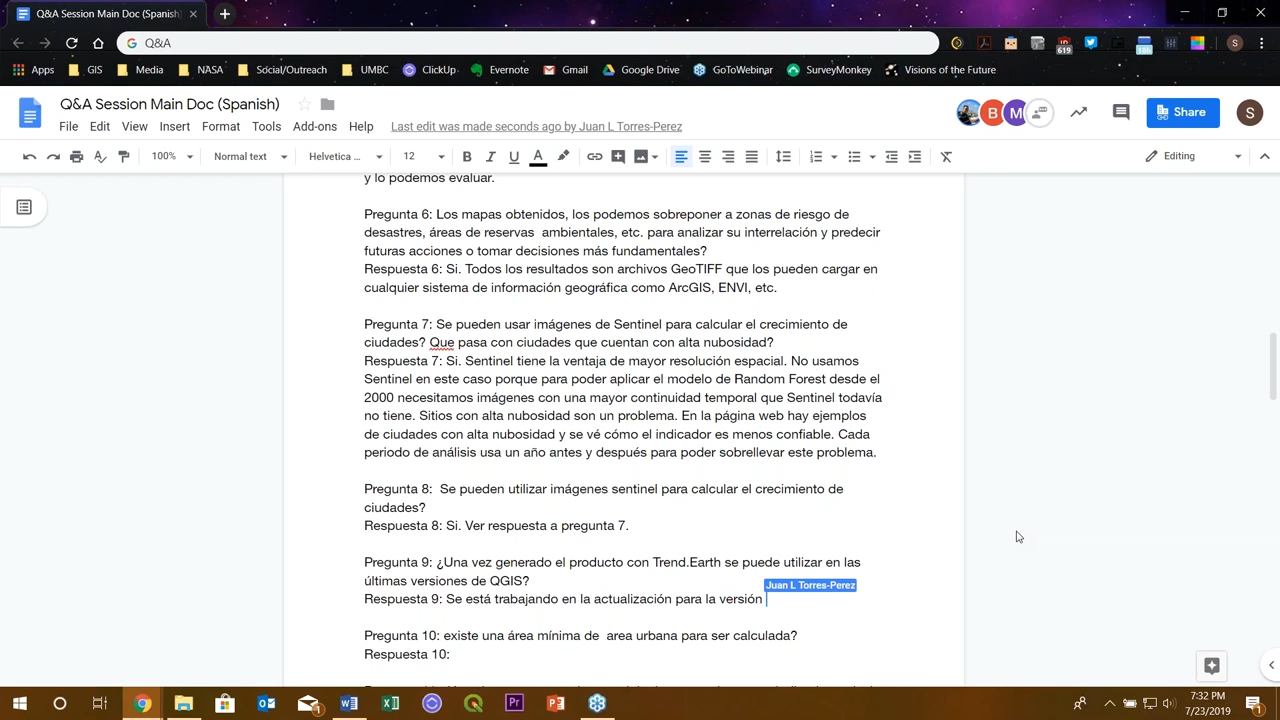 Q&A Session Main Doc (Spanish)
Q&A
619
10k
S
Apps
GIS
Media
NASA
Social/Outreach
UMBC
ClickUp
Evernote
Gmail
Google Drive
GoToWebinar
SurveyMonkey
Visions of the Future
Q&A Session Main Doc (Spanish)
B
M
Share
S
File Edit View Insert Format Tools Add-ons Help Last edit was made seconds ago by Juan L Torres-Perez
100% Normal text Helvetica ... 12 B I U A Editing
y lo podemos evaluar.
Pregunta 6: Los mapas obtenidos, los podemos sobreponer a zonas de riesgo de
desastres, áreas de reservas ambientales, etc. para analizar su interrelación y predecir
futuras acciones o tomar decisiones más fundamentales?
Respuesta 6: Si. Todos los resultados son archivos GeoTIFF que los pueden cargar en
cualquier sistema de información geográfica como ArcGIS, ENVI, etc.
Pregunta 7: Se pueden usar imágenes de Sentinel para calcular el crecimiento de
ciudades? Que pasa con ciudades que cuentan con alta nubosidad?
Respuesta 7: Si. Sentinel tiene la ventaja de mayor resolución espacial. No usamos
Sentinel en este caso porque para poder aplicar el modelo de Random Forest desde el
2000 necesitamos imágenes con una mayor continuidad temporal que Sentinel todavía
no tiene. Sitios con alta nubosidad son un problema. En la página web hay ejemplos
de ciudades con alta nubosidad y se vé cómo el indicador es menos confiable. Cada
periodo de análisis usa un año antes y después para poder sobrellevar este problema.
Pregunta 8: Se pueden utilizar imágenes sentinel para calcular el crecimiento de
ciudades?
Respuesta 8: Si. Ver respuesta a pregunta 7.
Pregunta 9: ¿Una vez generado el producto con Trend.Earth se puede utilizar en las
últimas versiones de QGIS?
Juan L Torres-Perez
Respuesta 9: Se está trabajando en la actualización para la versión
Pregunta 10: existe una área mínima de area urbana para ser calculada?
Respuesta 10:
7:32 PM
7/23/2019